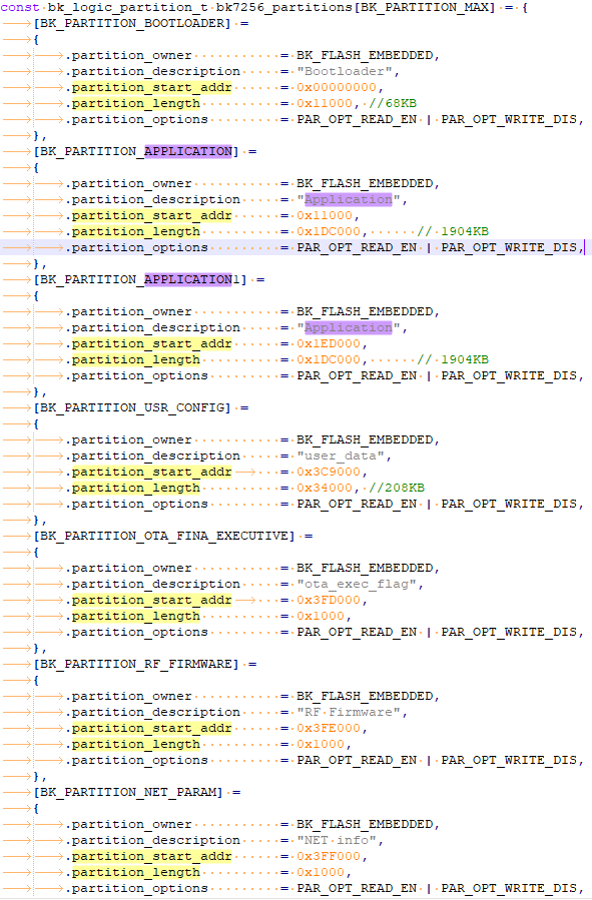 const bk_logic_partition_t bk7256_partitions[BK_PARTITION_MAX] = {
[BK_PARTITION_BOOTLOADER] =
{
.partition_owner = BK_FLASH_EMBEDDED,
.partition_description = "Bootloader",
.partition_start_addr = 0x00000000,
.partition_length = 0x11000, //68KB
.partition_options = PAR_OPT_READ_EN | PAR_OPT_WRITE_DIS,
},
[BK_PARTITION_APPLICATION] =
{
.partition_owner = BK_FLASH_EMBEDDED,
.partition_description = "Application",
.partition_start_addr = 0x11000,
.partition_length = 0x1DC000, // 1904KB
.partition_options = PAR_OPT_READ_EN | PAR_OPT_WRITE_DIS,
},
[BK_PARTITION_APPLICATION1] =
{
.partition_owner = BK_FLASH_EMBEDDED,
.partition_description = "Application",
.partition_start_addr = 0x1ED000,
.partition_length = 0x1DC000, // 1904KB
.partition_options = PAR_OPT_READ_EN | PAR_OPT_WRITE_DIS,
},
[BK_PARTITION_USR_CONFIG] =
{
.partition_owner = BK_FLASH_EMBEDDED,
.partition_description = "user_data",
.partition_start_addr = 0x3C9000,
.partition_length = 0x34000, //208KB
.partition_options = PAR_OPT_READ_EN | PAR_OPT_WRITE_DIS,
},
[BK_PARTITION_OTA_FINA_EXECUTIVE] =
{
.partition_owner = BK_FLASH_EMBEDDED,
.partition_description = "ota_exec_flag",
.partition_start_addr = 0x3FD000,
.partition_length = 0x1000,
.partition_options = PAR_OPT_READ_EN | PAR_OPT_WRITE_DIS,
},
[BK_PARTITION_RF_FIRMWARE] =
{
.partition_owner = BK_FLASH_EMBEDDED,
.partition_description = "RF Firmware",
.partition_start_addr = 0x3FE000,
.partition_length = 0x1000,
.partition_options = PAR_OPT_READ_EN | PAR_OPT_WRITE_DIS,
},
[BK_PARTITION_NET_PARAM] =
{
.partition_owner = BK_FLASH_EMBEDDED,
.partition_description = "NET info",
.partition_start_addr = 0x3FF000,
.partition_length = 0x1000,
.partition_options = PAR_OPT_READ_EN | PAR_OPT_WRITE_DIS,